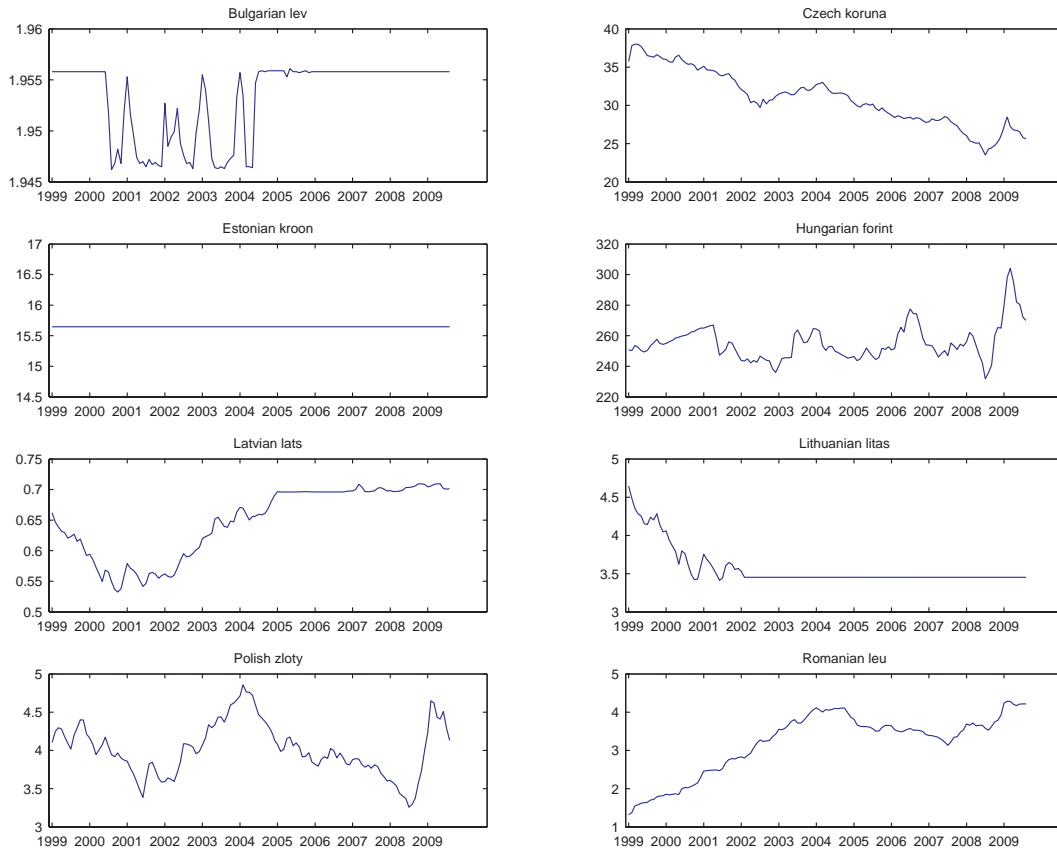 Bulgarian lev
1.96
1.955
1.95
1.945
1999 2000 2001 2002 2003 2004 2005 2006 2007 2008 2009
Czech koruna
40
35
30
25
20
1999 2000 2001 2002 2003 2004 2005 2006 2007 2008 2009
Estonian kroon
17
16.5
16
15.5
15
14.5
1999 2000 2001 2002 2003 2004 2005 2006 2007 2008 2009
Hungarian forint
320
300
280
260
240
220
1999 2000 2001 2002 2003 2004 2005 2006 2007 2008 2009
Latvian lats
0.75
0.7
0.65
0.6
0.55
0.5
1999 2000 2001 2002 2003 2004 2005 2006 2007 2008 2009
Lithuanian litas
5
4.5
4
3.5
3
1999 2000 2001 2002 2003 2004 2005 2006 2007 2008 2009
Polish zloty
5
4.5
4
3.5
3
1999 2000 2001 2002 2003 2004 2005 2006 2007 2008 2009
Romanian leu
5
4
3
2
1
1999 2000 2001 2002 2003 2004 2005 2006 2007 2008 2009